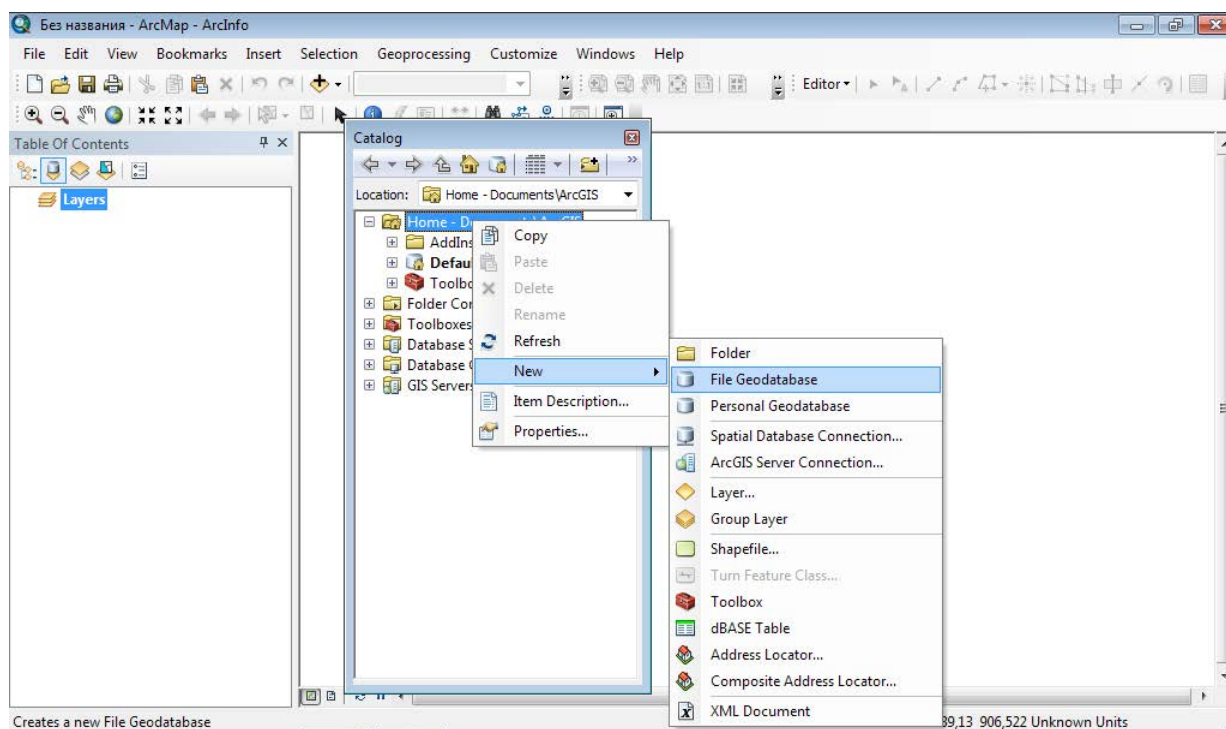 Без названия - ArcMap - ArcInfo
File Edit View Bookmarks Insert Selection Geoprocessing Customize Windows Help
Editor
Table Of Contents
Layers
Catalog
Location: Home - Documents\ArcGIS
Home - D
AddIns
Defau
Toolbo
Folder Co
Toolboxes
Database
Database
GIS Servers
Copy
Paste
Delete
Rename
Refresh
New
Item Description...
Properties...
Folder
File Geodatabase
Personal Geodatabase
Spatial Database Connection...
ArcGIS Server Connection...
Layer...
Group Layer
Shapefile...
Turn Feature Class...
Toolbox
dBASE Table
Address Locator...
Composite Address Locator...
XML Document
Creates a new File Geodatabase
39,13 906,522 Unknown Units